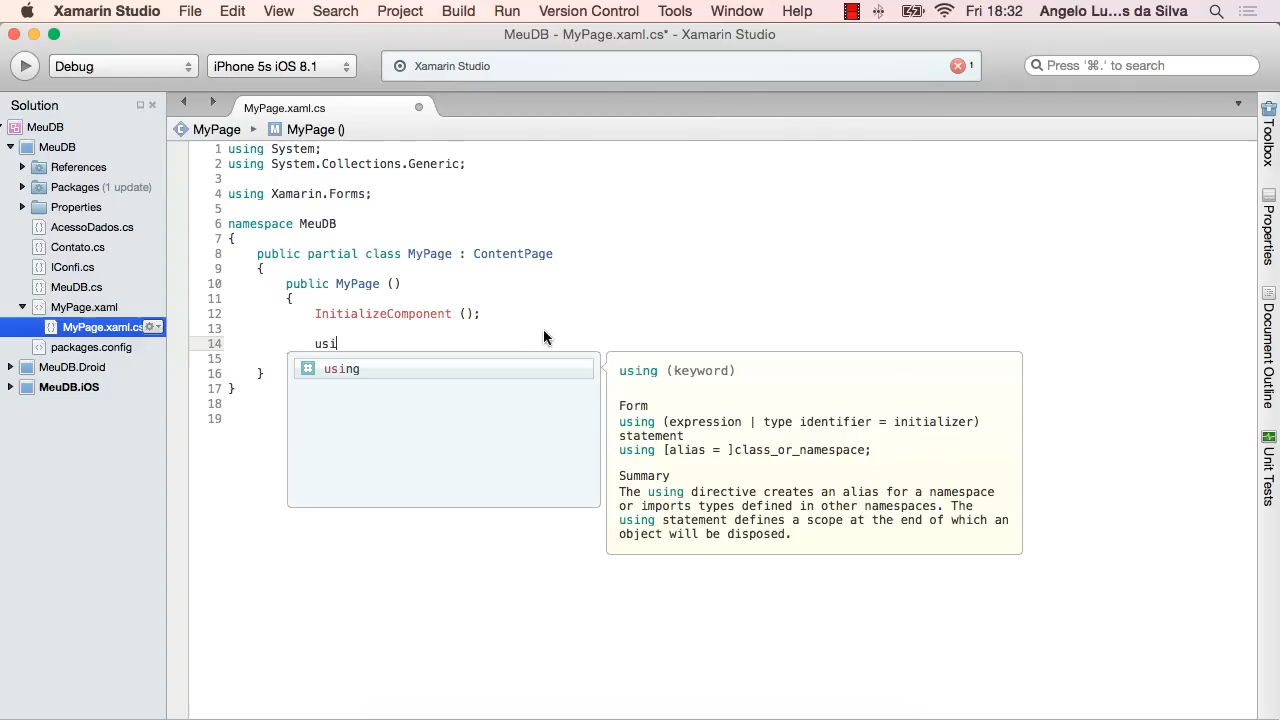 Xamarin Studio File Edit View Search Project Build Run Version Control Tools Window Help Fri 18:32 Angelo Lu…s da Silva
MeuDB - MyPage.xaml.cs* - Xamarin Studio
Debug iPhone 5s iOS 8.1 Xamarin Studio 1 Press '⌘.' to search
Solution
MyPage.xaml.cs
MeuDB
MeuDB
References
Packages (1 update)
Properties
AcessoDados.cs
Contato.cs
IConfi.cs
MeuDB.cs
MyPage.xaml
MyPage.xaml.cs
packages.config
MeuDB.Droid
MeuDB.iOS
C MyPage M MyPage ()
1 using System;
2 using System.Collections.Generic;
3
4 using Xamarin.Forms;
5
6 namespace MeuDB
7 {
8 public partial class MyPage : ContentPage
9 {
10 public MyPage ()
11 {
12 InitializeComponent ();
13
14 usi
15
16 }
17 }
18
19
using
using (keyword)
Form
using (expression | type identifier = initializer)
statement
using [alias = ]class_or_namespace;
Summary
The using directive creates an alias for a namespace
or imports types defined in other namespaces. The
using statement defines a scope at the end of which an
object will be disposed.
Toolbox
Properties
Document Outline
Unit Tests